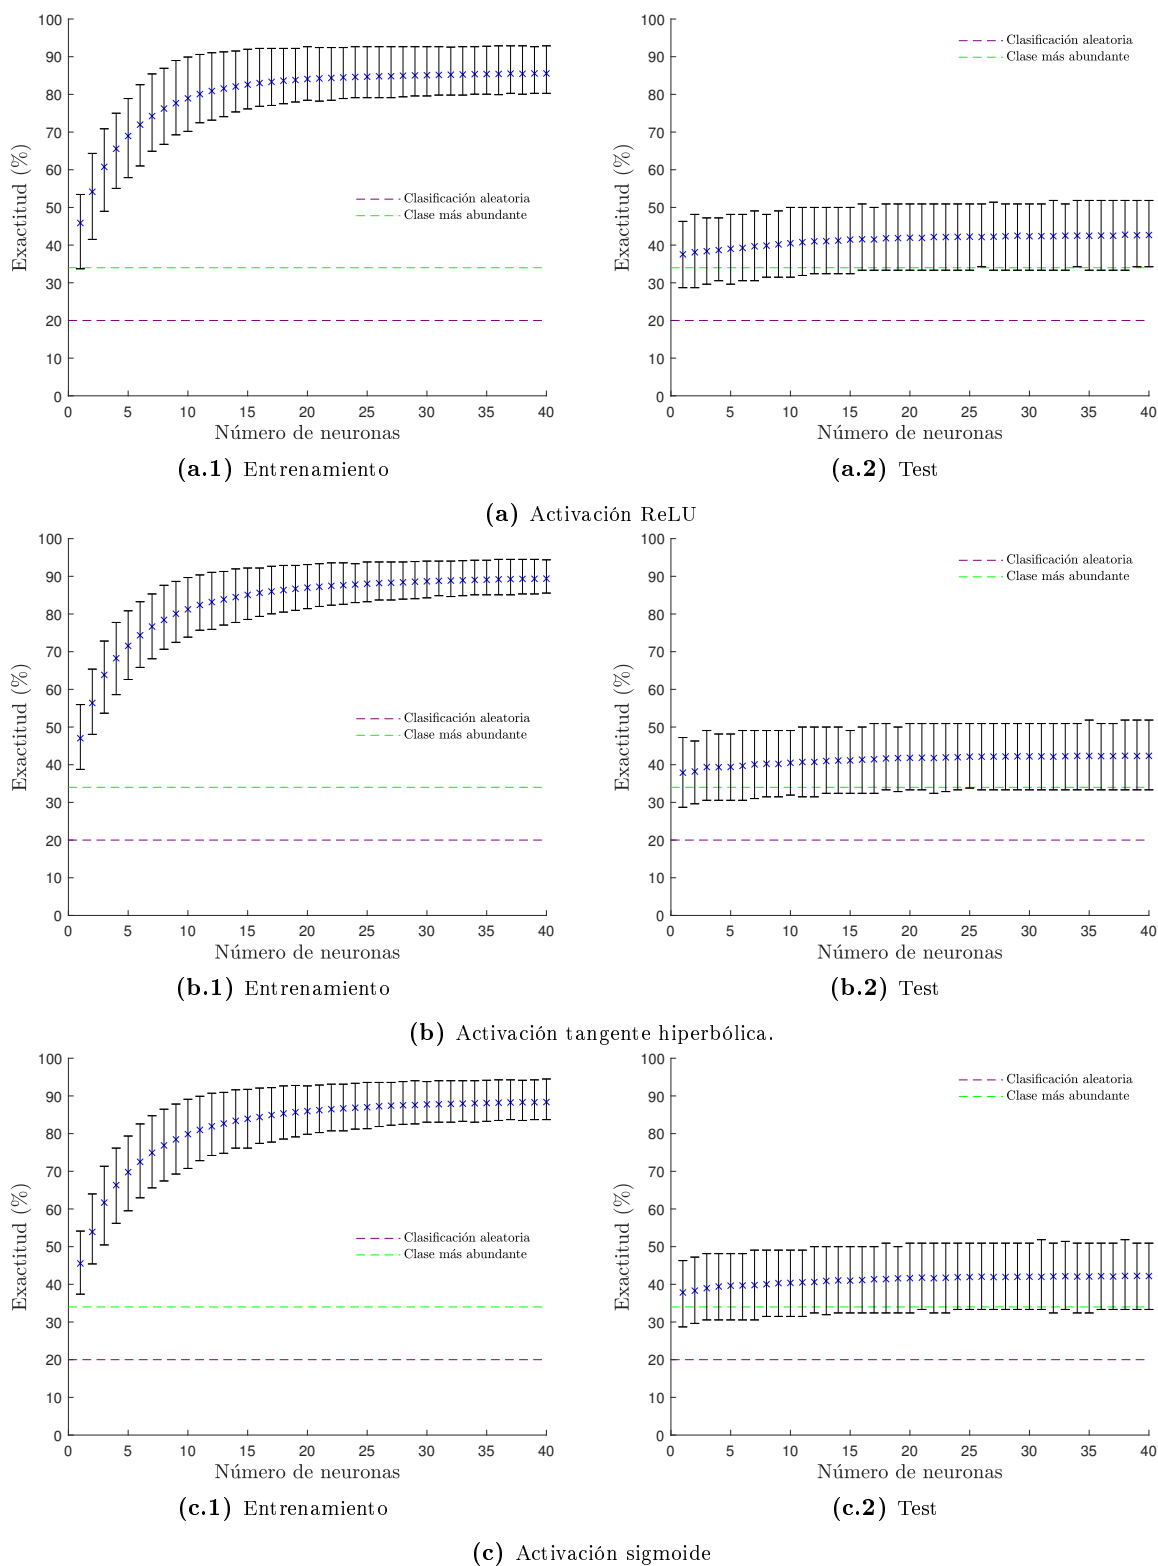 100
90
80
70
60
50
40
30
20
10
0
Exactitud (%)
Clasificación aleatoria
Clase más abundante
0 5 10 15 20 25 30 35 40
Número de neuronas
(a.1) Entrenamiento
100
90
80
70
60
50
40
30
20
10
0
Exactitud (%)
Clasificación aleatoria
Clase más abundante
0 5 10 15 20 25 30 35 40
Número de neuronas
(a.2) Test
(a) Activación ReLU
100
90
80
70
60
50
40
30
20
10
0
Exactitud (%)
Clasificación aleatoria
Clase más abundante
0 5 10 15 20 25 30 35 40
Número de neuronas
(b.1) Entrenamiento
100
90
80
70
60
50
40
30
20
10
0
Exactitud (%)
Clasificación aleatoria
Clase más abundante
0 5 10 15 20 25 30 35 40
Número de neuronas
(b.2) Test
(b) Activación tangente hiperbólica.
100
90
80
70
60
50
40
30
20
10
0
Exactitud (%)
Clasificación aleatoria
Clase más abundante
0 5 10 15 20 25 30 35 40
Número de neuronas
(c.1) Entrenamiento
100
90
80
70
60
50
40
30
20
10
0
Exactitud (%)
Clasificación aleatoria
Clase más abundante
0 5 10 15 20 25 30 35 40
Número de neuronas
(c.2) Test
(c) Activación sigmoide